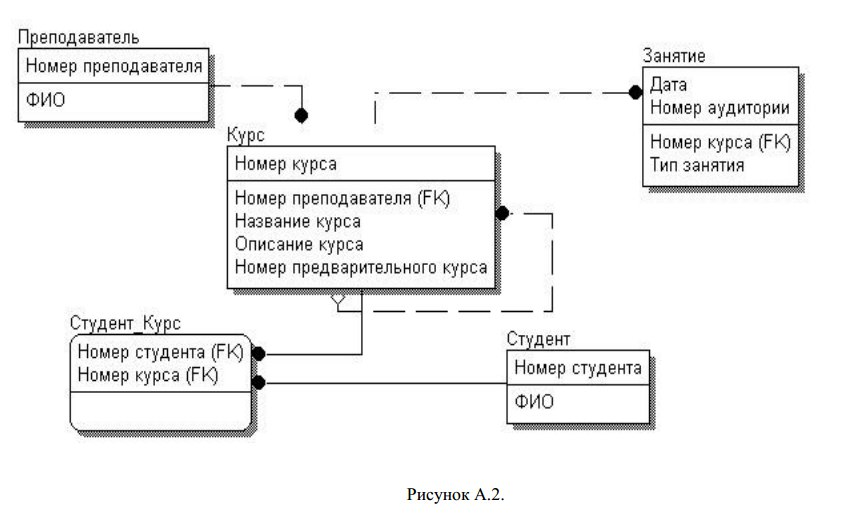 Преподаватель
Номер преподавателя
ФИО
Занятие
Дата
Номер аудитории
Номер курса (FK)
Тип занятия
Курс
Номер курса
Номер преподавателя (FK)
Название курса
Описание курса
Номер предварительного курса
Студент_Курс
Номер студента (FK)
Номер курса (FK)
Студент
Номер студента
ФИО
Рисунок А.2.